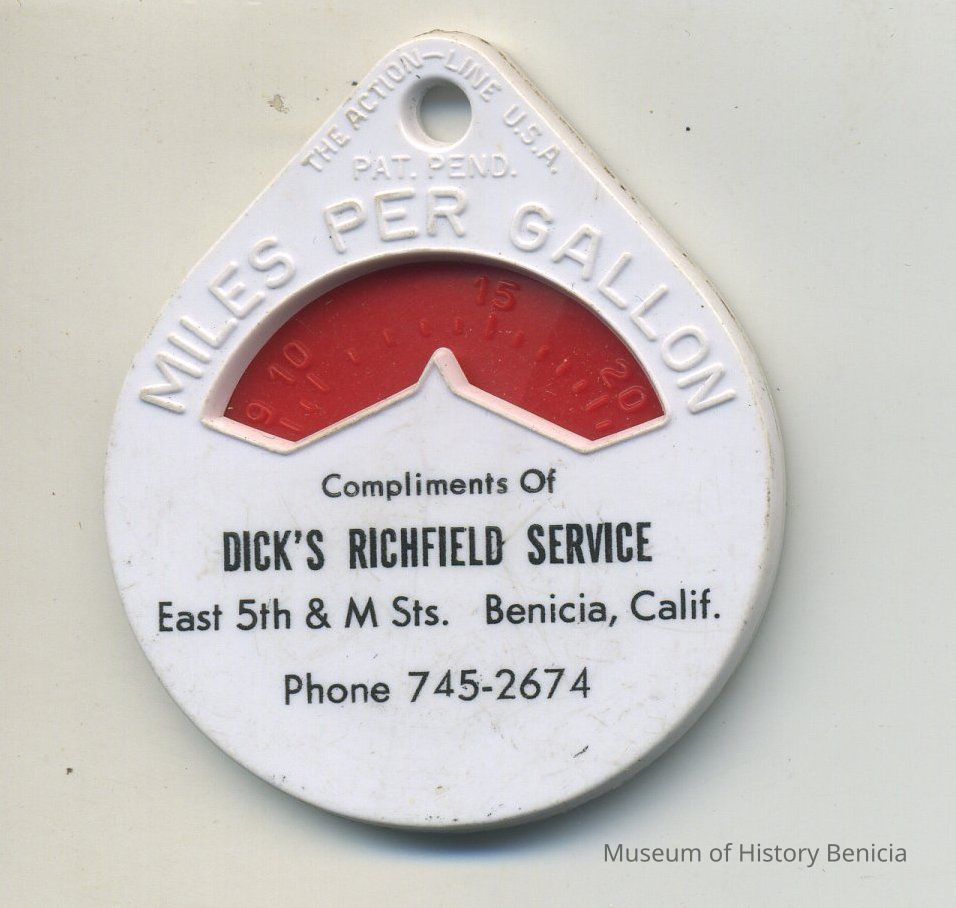 THE ACTION-LINE U.S.A.
PAT. PEND.
MILES PER GALLON
9 10 15 20
Compliments Of
DICK'S RICHFIELD SERVICE
East 5th & M Sts. Benicia, Calif.
Phone 745-2674
Museum of History Benicia